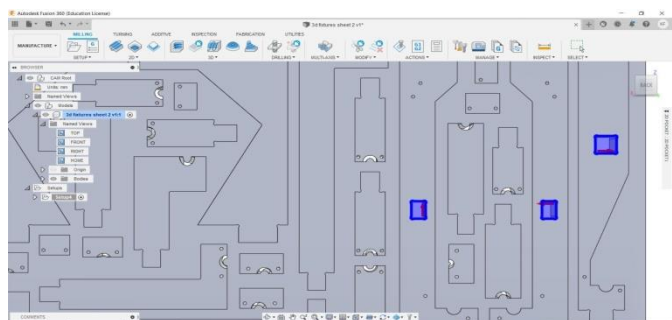 Autodesk Fusion 360 (Education License)
3d fixtures sheet 2 v1*
MILLING TURNING ADDITIVE INSPECTION FABRICATION UTILITIES
MANUFACTURE
SETUP 2D 3D DRILLING MULTI-AXIS MODIFY ACTIONS MANAGE INSPECT SELECT
BROWSER
CAM Root
Units: mm
Named Views
Models
3d fixtures sheet 2 v1:1
Named Views
TOP
FRONT
RIGHT
HOME
Origin
Bodies
Setups
Setup4
BACK
Z
COMMENTS